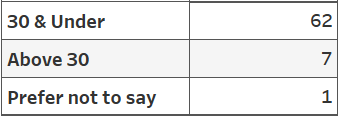 30 & Under 62
Above 30 7
Prefer not to say 1